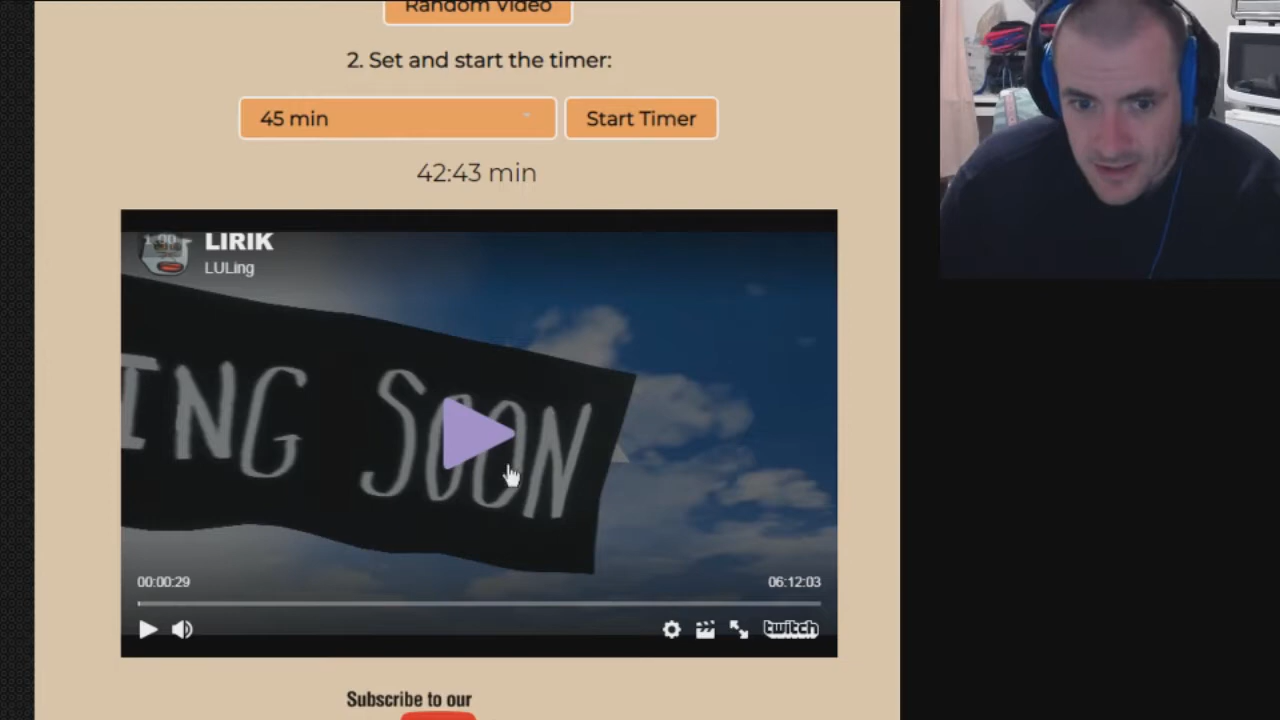 Random Video
2. Set and start the timer:
45 min
Start Timer
42:43 min
LIRIK
LULing
ING SOON
00:00:29
06:12:03
twitch
Subscribe to our